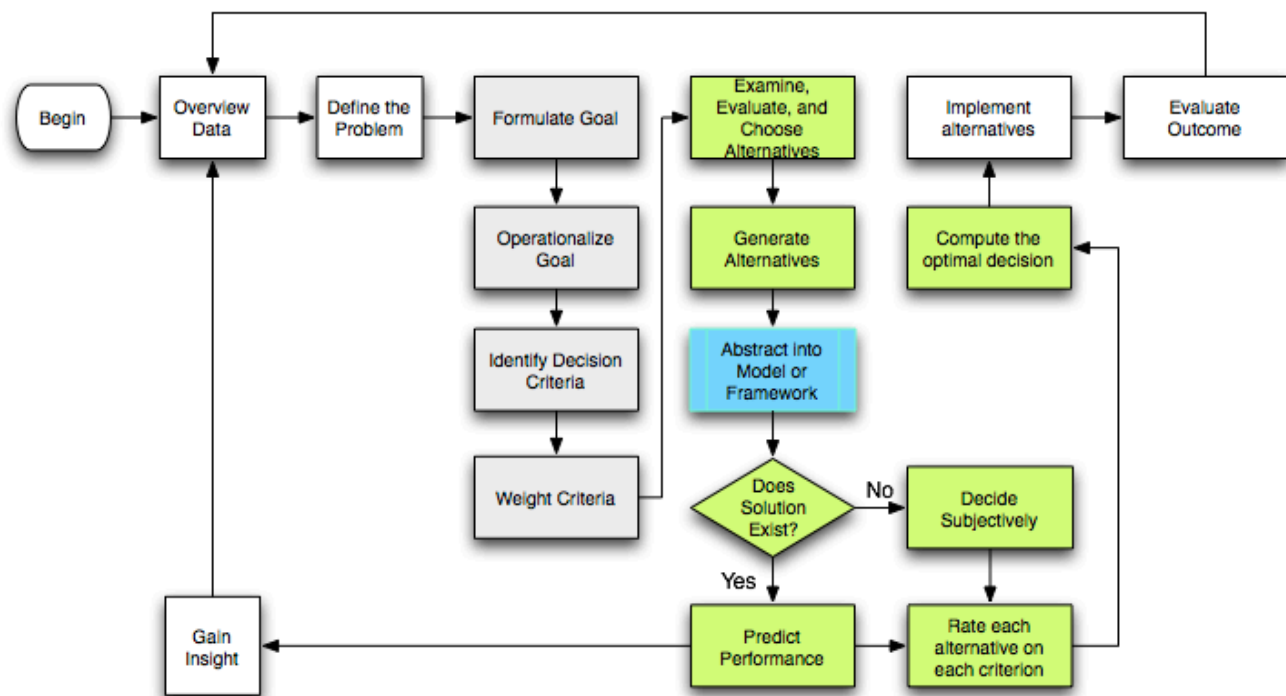 Begin
Overview
Data
Define the
Problem
Formulate Goal
Operationalize
Goal
Identify Decision
Criteria
Weight Criteria
Examine,
Evaluate, and
Choose
Alternatives
Generate
Alternatives
Abstract into
Model or
Framework
Does
Solution
Exist?
No
Yes
Decide
Subjectively
Predict
Performance
Rate each
alternative on
each criterion
Gain
Insight
Compute the
optimal decision
Implement
alternatives
Evaluate
Outcome